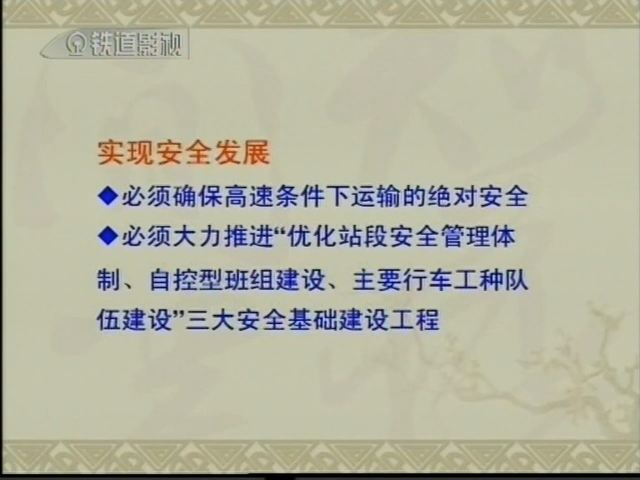 铁道影视
实现安全发展
◆必须确保高速条件下运输的绝对安全
◆必须大力推进“优化站段安全管理体
制、自控型班组建设、主要行车工种队
伍建设”三大安全基础建设工程